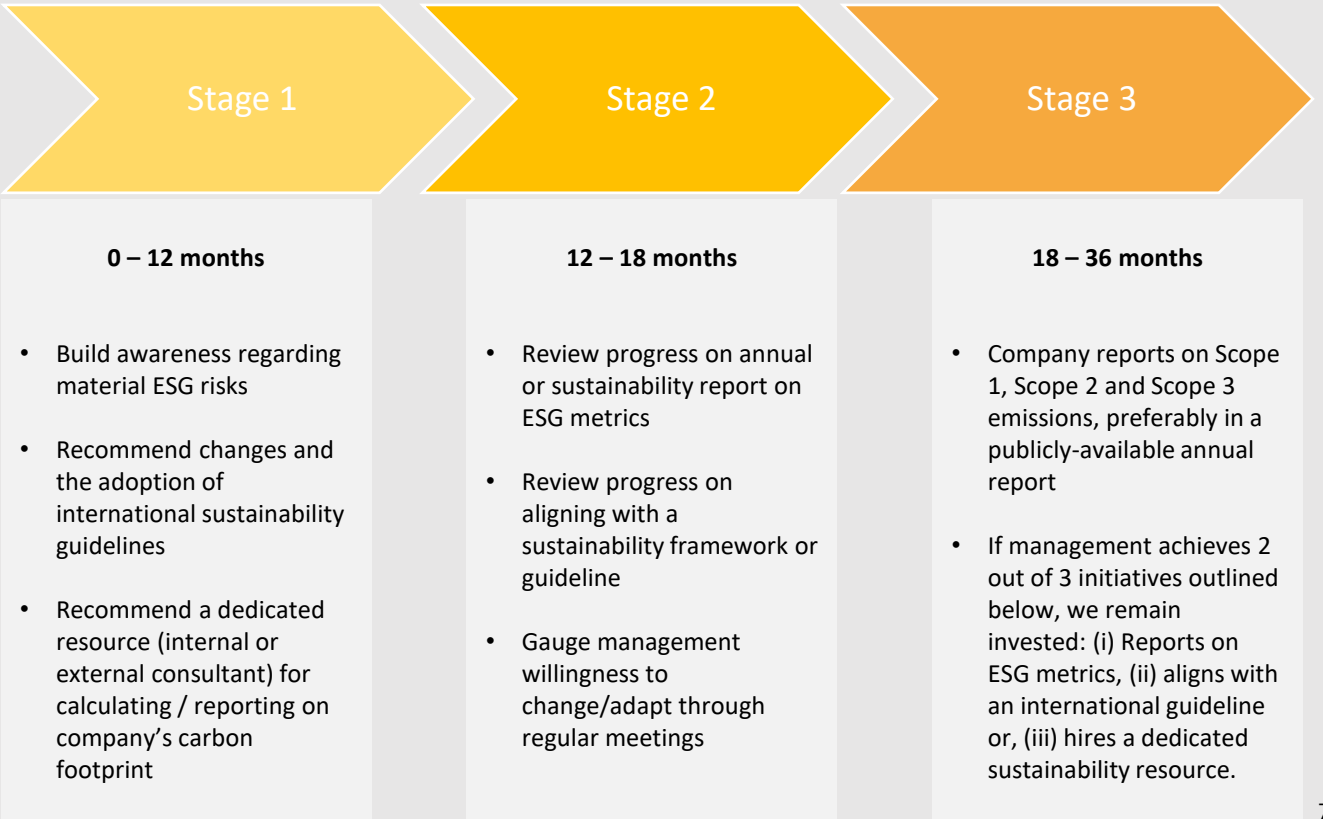 Stage 1
Stage 2
Stage 3
0 – 12 months
• Build awareness regarding
material ESG risks
• Recommend changes and
the adoption of
international sustainability
guidelines
• Recommend a dedicated
resource (internal or
external consultant) for
calculating / reporting on
company’s carbon
footprint
12 – 18 months
• Review progress on annual
or sustainability report on
ESG metrics
• Review progress on
aligning with a
sustainability framework or
guideline
• Gauge management
willingness to
change/adapt through
regular meetings
18 – 36 months
• Company reports on Scope
1, Scope 2 and Scope 3
emissions, preferably in a
publicly-available annual
report
• If management achieves 2
out of 3 initiatives outlined
below, we remain
invested: (i) Reports on
ESG metrics, (ii) aligns with
an international guideline
or, (iii) hires a dedicated
sustainability resource.